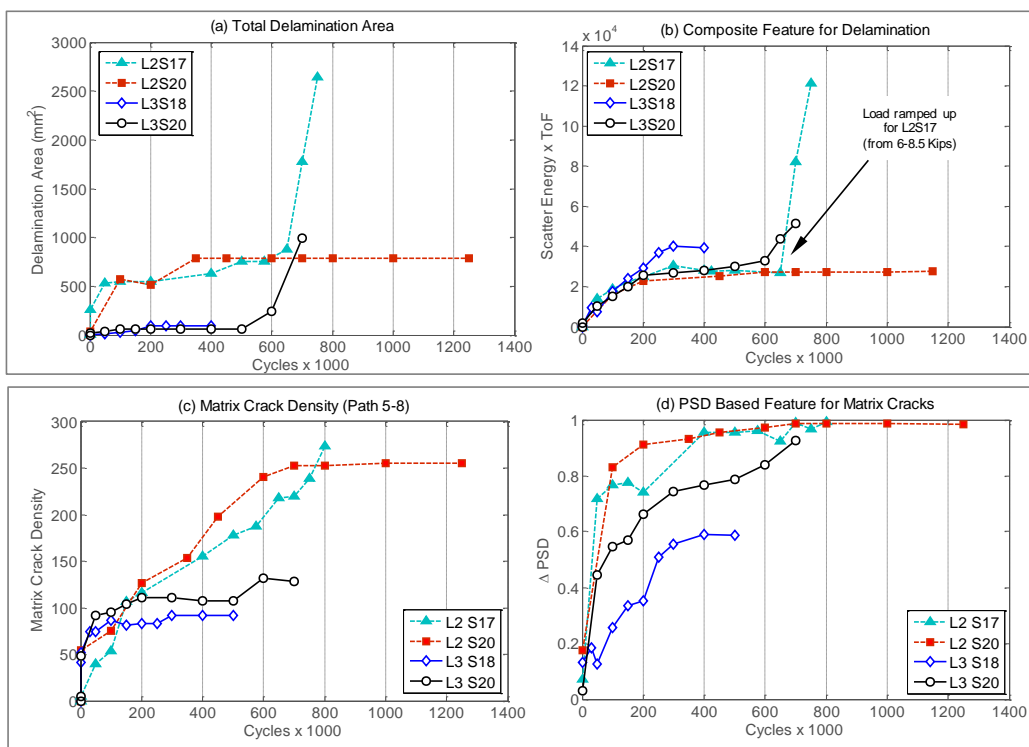 (a) Total Delamination Area
3000
2500
2000
1500
1000
500
0
Delamination Area (mm²)
0 200 400 600 800 1000 1200 1400
Cycles x 1000
L2S17
L2S20
L3S18
L3S20
(b) Composite Feature for Delamination
x 10⁴
14
12
10
8
6
4
2
0
Scatter Energy x ToF
0 200 400 600 800 1000 1200 1400
Cycles x 1000
L2S17
L2S20
L3S18
L3S20
Load ramped up
for L2S17
(from 6-8.5 Kips)
(c) Matrix Crack Density (Path 5-8)
300
250
200
150
100
50
0
Matrix Crack Density
0 200 400 600 800 1000 1200 1400
Cycles x 1000
L2 S17
L2 S20
L3 S18
L3 S20
(d) PSD Based Feature for Matrix Cracks
1
0.8
0.6
0.4
0.2
0
Δ PSD
0 200 400 600 800 1000 1200 1400
Cycles x 1000
L2 S17
L2 S20
L3 S18
L3 S20